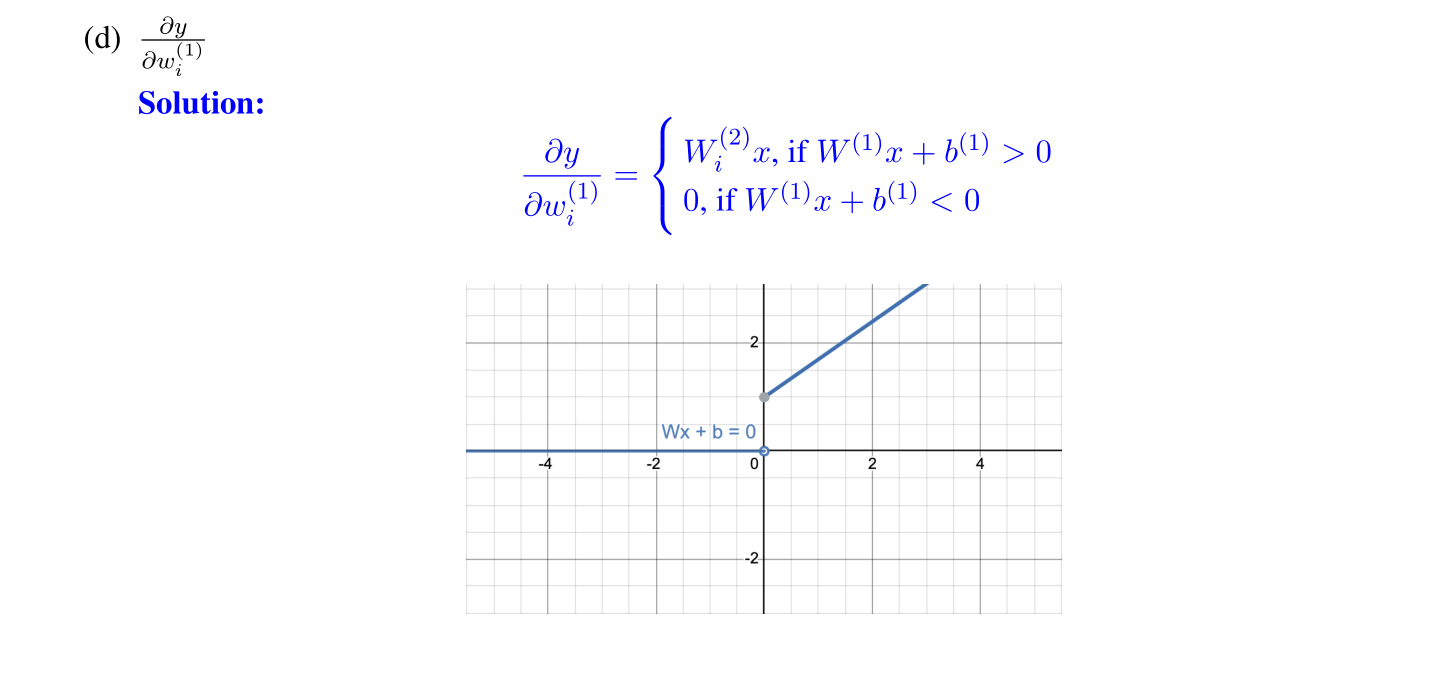 (d) ∂y / ∂w_i^(1)
Solution:
∂y / ∂w_i^(1) = { W_i^(2) x, if W^(1) x + b^(1) > 0
0, if W^(1) x + b^(1) < 0
2
Wx + b = 0
-4 -2 0 2 4
-2